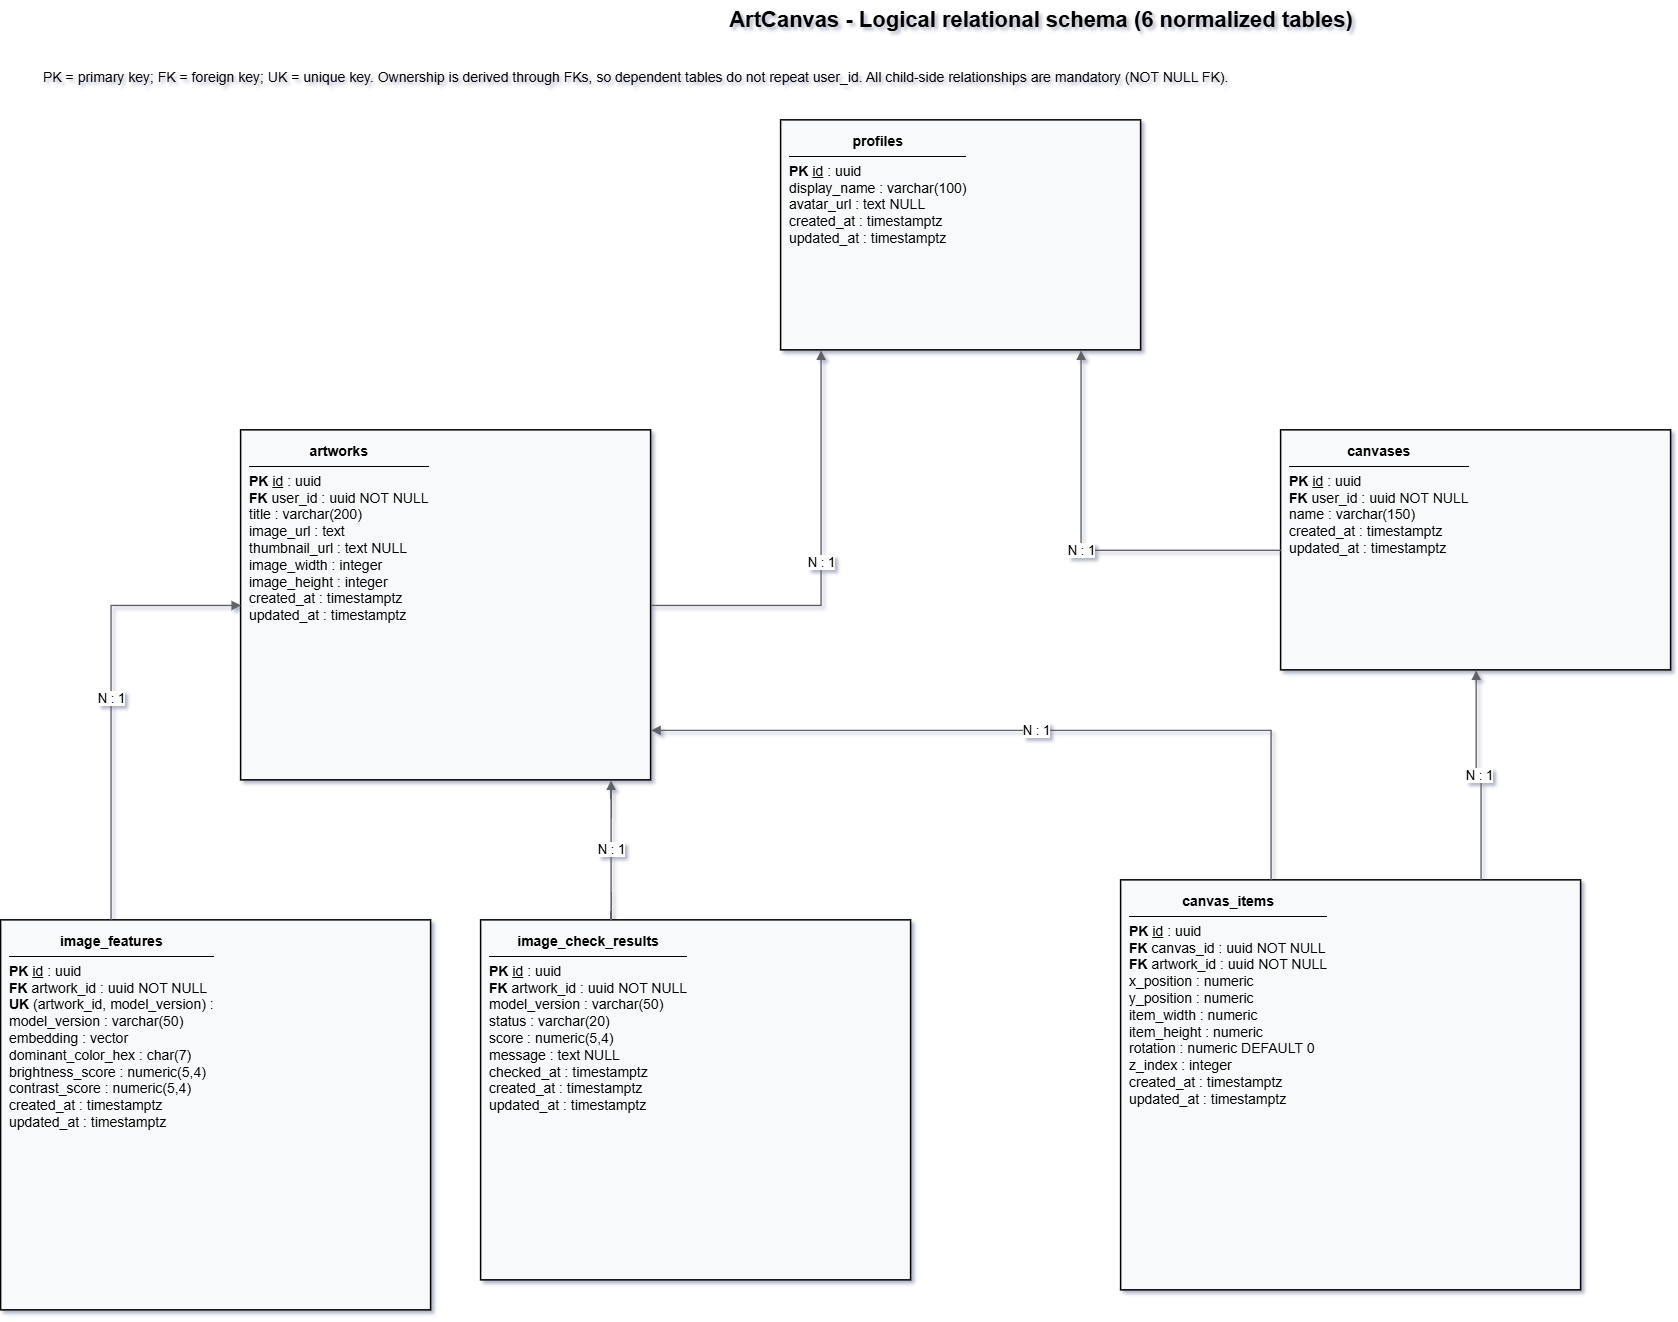 ArtCanvas - Logical relational schema (6 normalized tables)
PK = primary key; FK = foreign key; UK = unique key. Ownership is derived through FKs, so dependent tables do not repeat user_id. All child-side relationships are mandatory (NOT NULL FK).
profiles
PK id : uuid
display_name : varchar(100)
avatar_url : text NULL
created_at : timestamptz
updated_at : timestamptz
artworks
PK id : uuid
FK user_id : uuid NOT NULL
title : varchar(200)
image_url : text
thumbnail_url : text NULL
image_width : integer
image_height : integer
created_at : timestamptz
updated_at : timestamptz
canvases
PK id : uuid
FK user_id : uuid NOT NULL
name : varchar(150)
created_at : timestamptz
updated_at : timestamptz
N : 1
N : 1
N : 1
N : 1
N : 1
N : 1
image_features
PK id : uuid
FK artwork_id : uuid NOT NULL
UK (artwork_id, model_version) :
model_version : varchar(50)
embedding : vector
dominant_color_hex : char(7)
brightness_score : numeric(5,4)
contrast_score : numeric(5,4)
created_at : timestamptz
updated_at : timestamptz
image_check_results
PK id : uuid
FK artwork_id : uuid NOT NULL
model_version : varchar(50)
status : varchar(20)
score : numeric(5,4)
message : text NULL
checked_at : timestamptz
created_at : timestamptz
updated_at : timestamptz
canvas_items
PK id : uuid
FK canvas_id : uuid NOT NULL
FK artwork_id : uuid NOT NULL
x_position : numeric
y_position : numeric
item_width : numeric
item_height : numeric
rotation : numeric DEFAULT 0
z_index : integer
created_at : timestamptz
updated_at : timestamptz